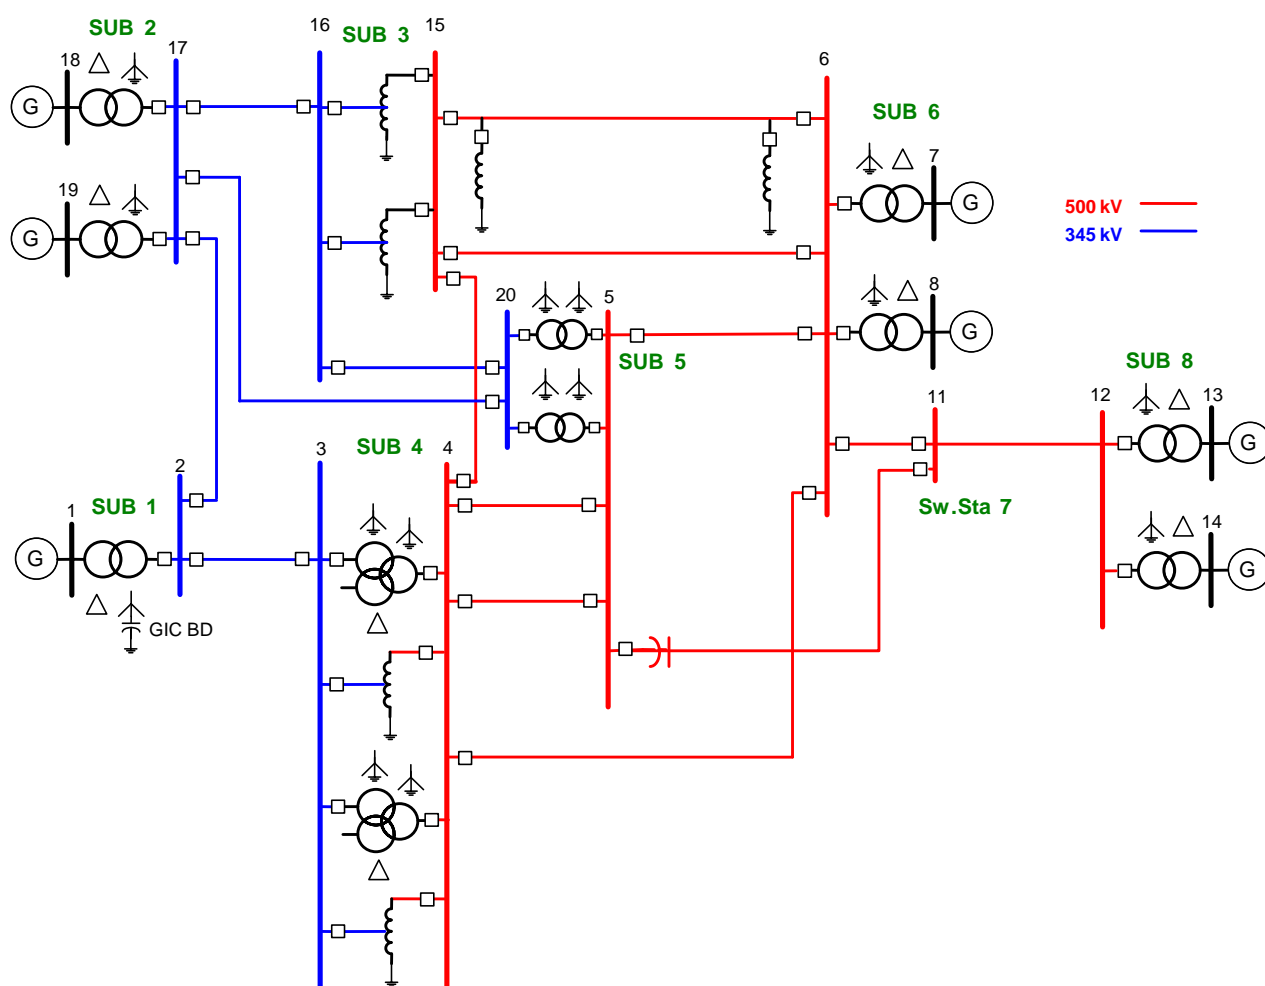 SUB 2
16
SUB 3
15
17
18
6
G
SUB 6
7
19
G
500 kV
G
345 kV
20
5
8
G
SUB 5
SUB 8
11
12
13
G
SUB 4
3
4
2
SUB 1
Sw.Sta 7
1
14
G
G
GIC BD